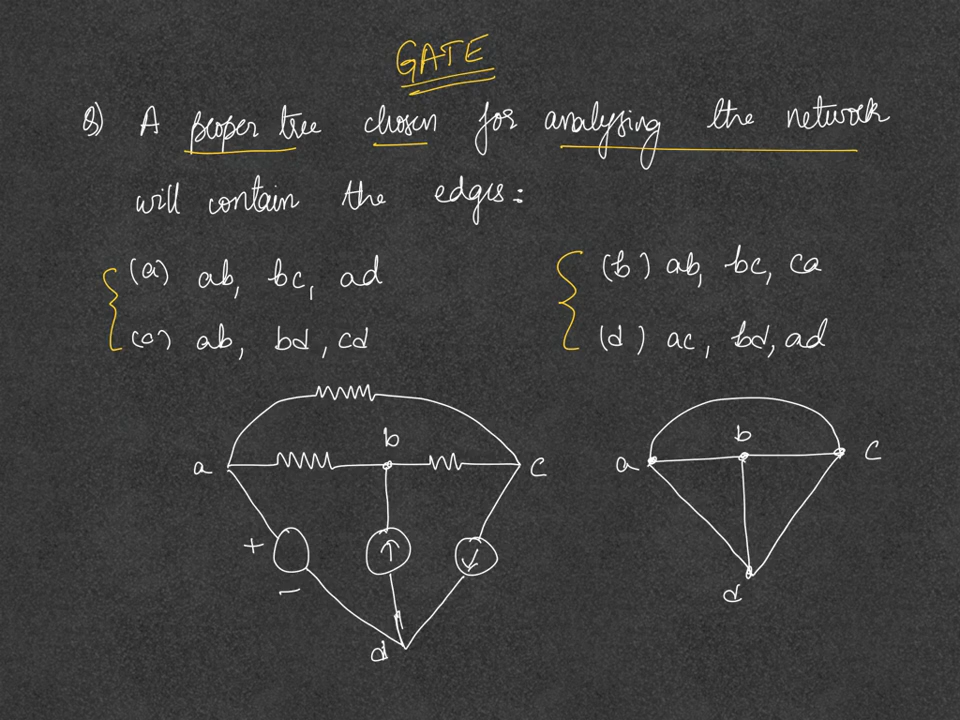 GATE
Q) A proper tree chosen for analysing the network
will contain the edges:
(a) ab, bc, ad
(b) ab, bc, ca
(c) ab, bd, cd
(d) ac, bd, ad
a b c
+
-
d
a b c
d